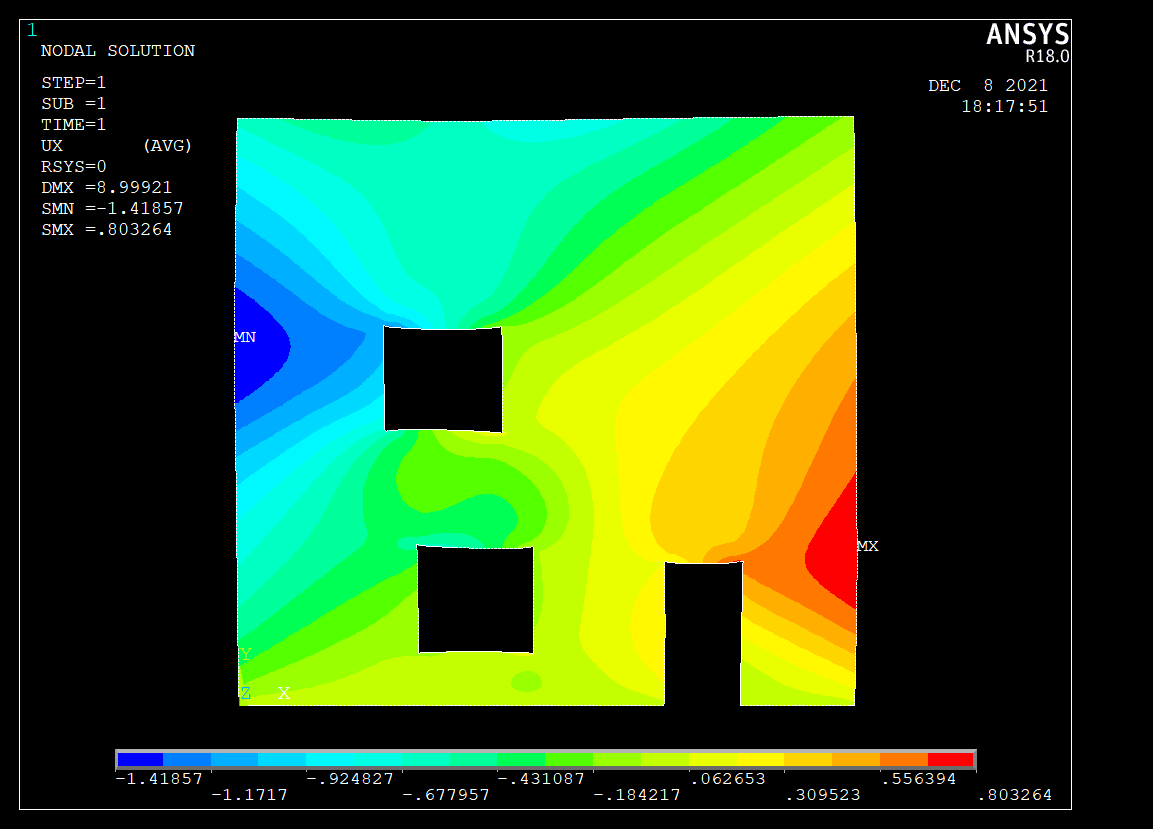 1
ANSYS
R18.0
NODAL SOLUTION
STEP=1
SUB =1
TIME=1
UX (AVG)
RSYS=0
DMX =8.99921
SMN =-1.41857
SMX =.803264
DEC 8 2021
18:17:51
MN
MX
Y
Z X
-1.41857 -.924827 -.431087 .062653 .556394
-1.1717 -.677957 -.184217 .309523 .803264